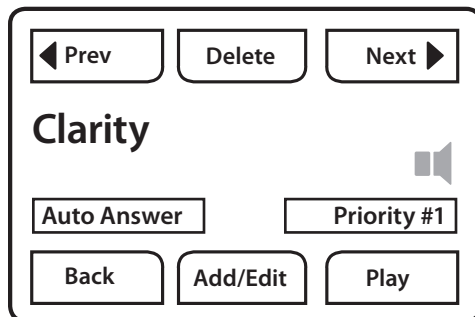 Prev Delete Next
Clarity
Auto Answer Priority #1
Back Add/Edit Play